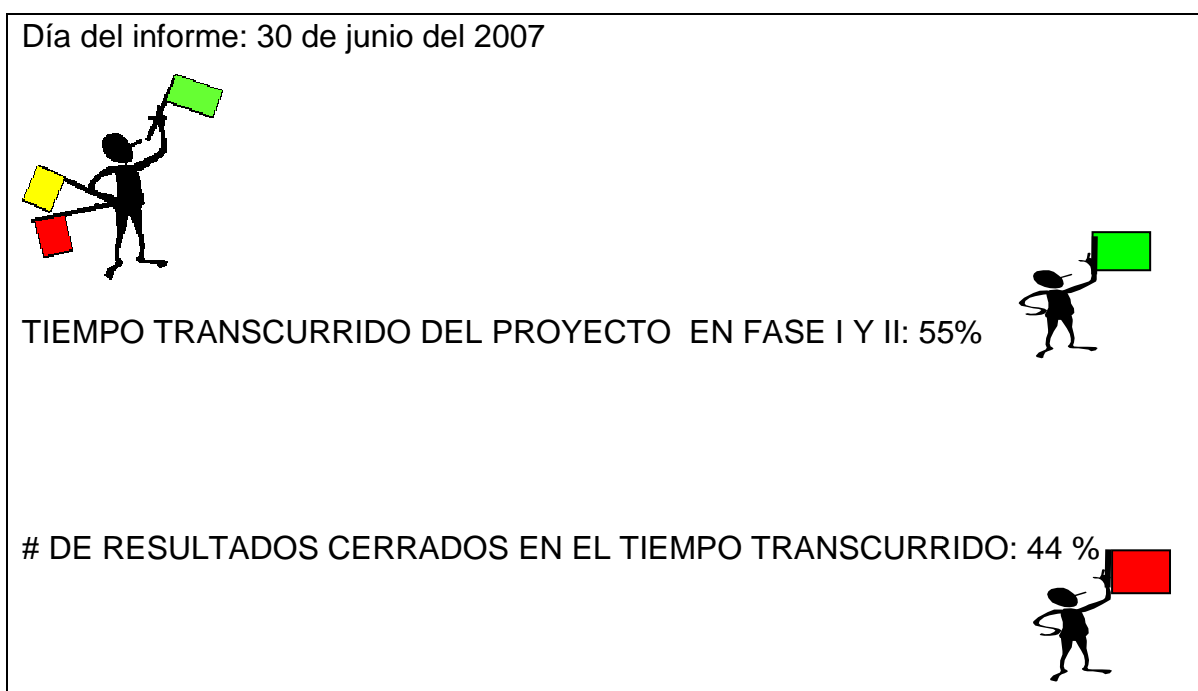 Día del informe: 30 de junio del 2007
TIEMPO TRANSCURRIDO DEL PROYECTO  EN FASE I Y II: 55%
# DE RESULTADOS CERRADOS EN EL TIEMPO TRANSCURRIDO: 44 %